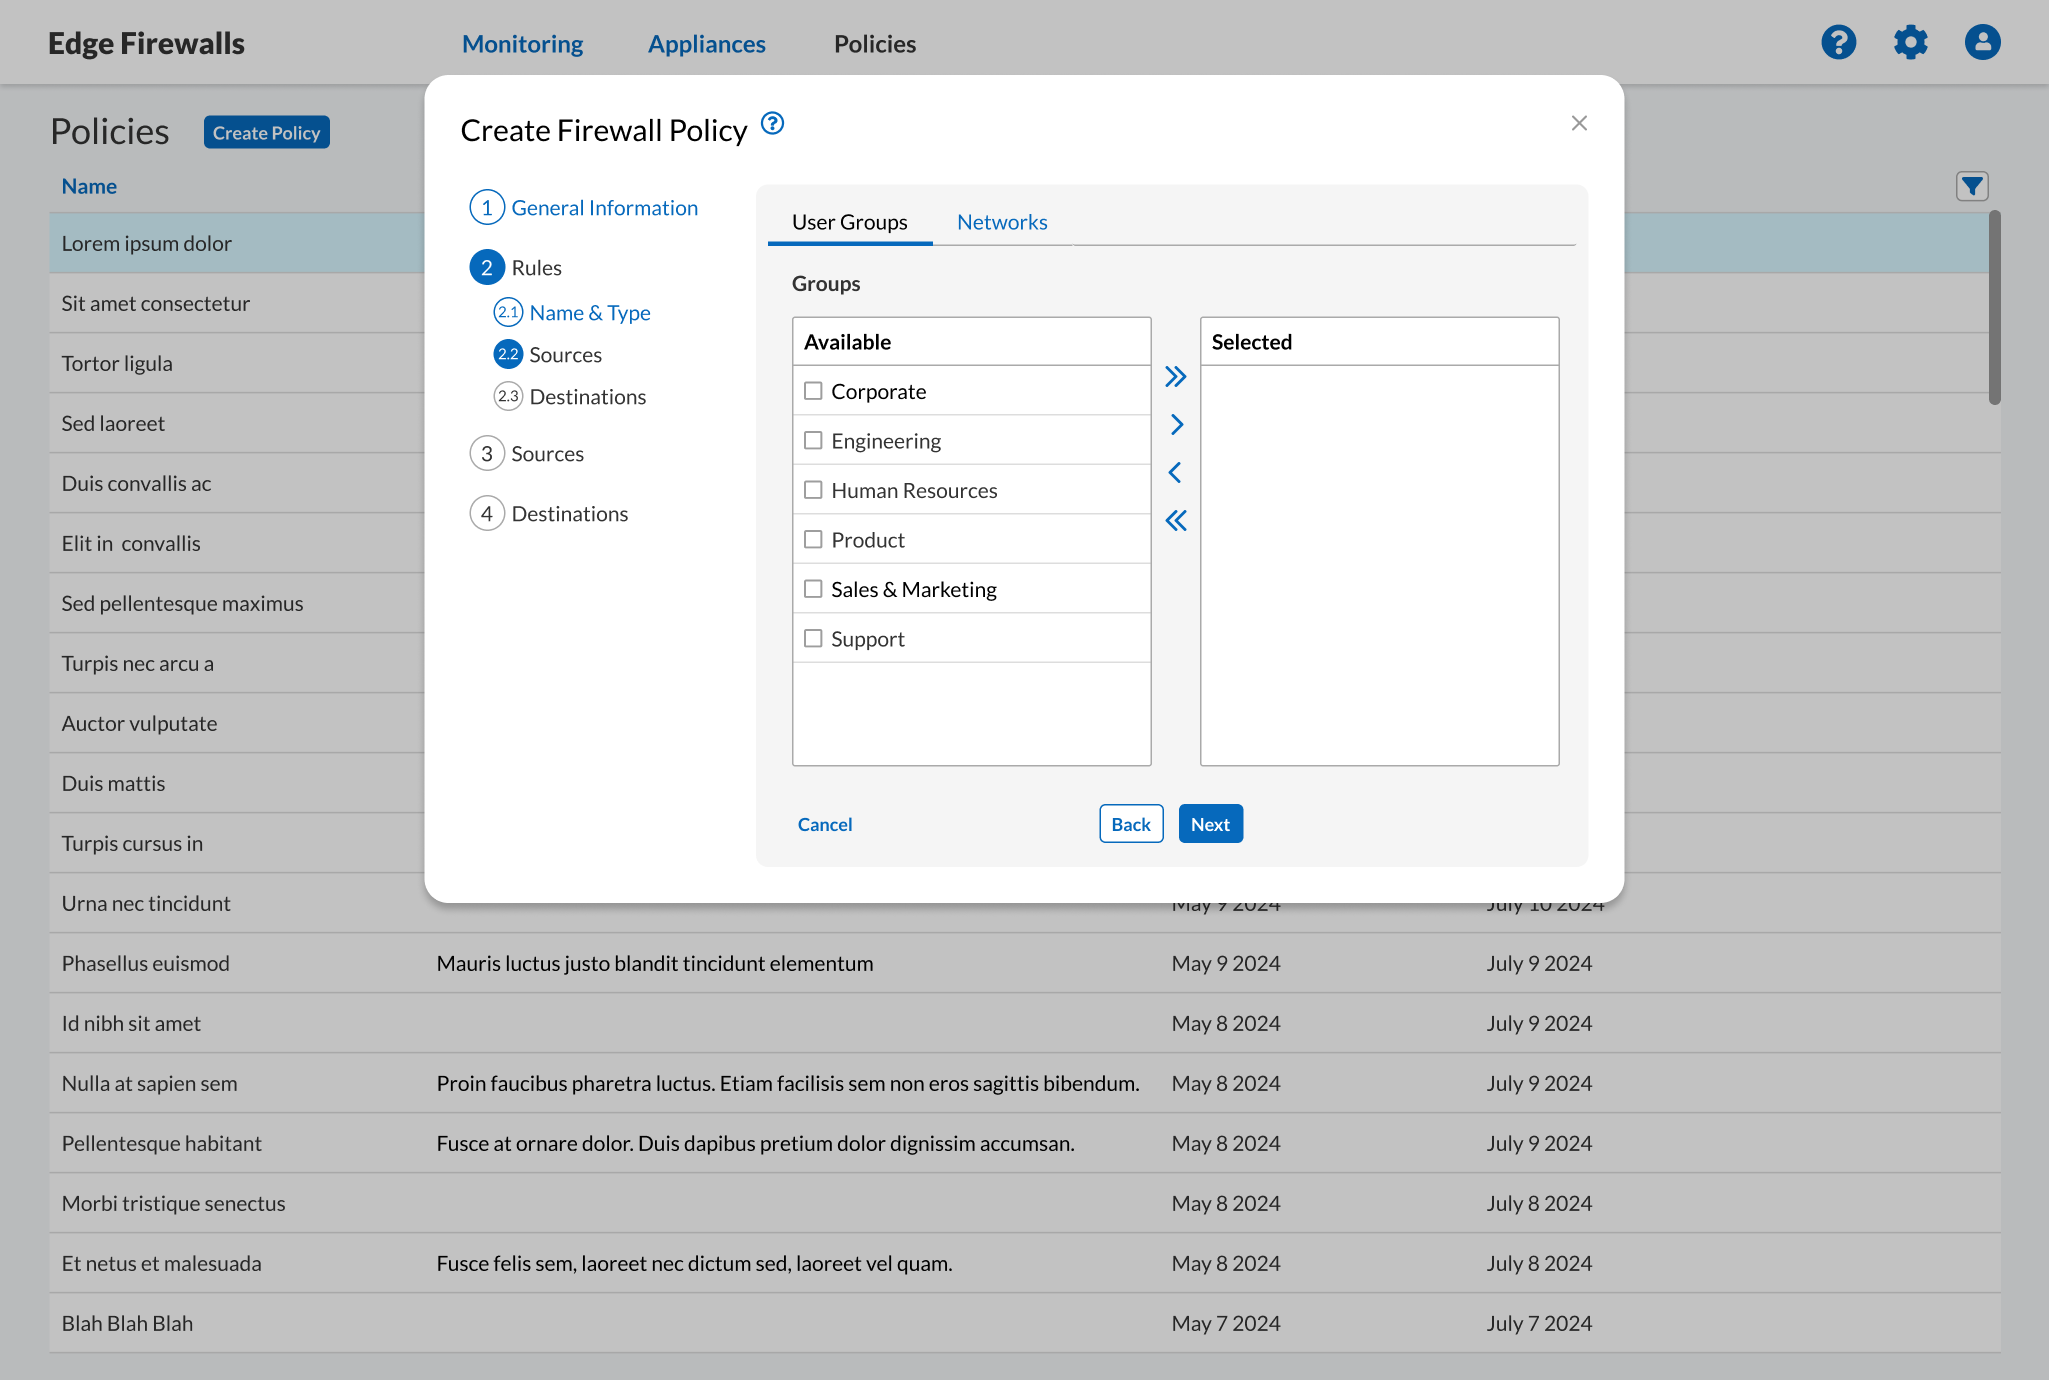 Edge Firewalls
Monitoring
Appliances
Policies
Policies
Create Policy
Name
Lorem ipsum dolor
Sit amet consectetur
Tortor ligula
Sed laoreet
Duis convallis ac
Elit in  convallis
Sed pellentesque maximus
Turpis nec arcu a
Auctor vulputate
Duis mattis
Turpis cursus in
Urna nec tincidunt May 9 2024 July 10 2024
Phasellus euismod Mauris luctus justo blandit tincidunt elementum May 9 2024 July 9 2024
Id nibh sit amet May 8 2024 July 9 2024
Nulla at sapien sem Proin faucibus pharetra luctus. Etiam facilisis sem non eros sagittis bibendum. May 8 2024 July 9 2024
Pellentesque habitant Fusce at ornare dolor. Duis dapibus pretium dolor dignissim accumsan. May 8 2024 July 9 2024
Morbi tristique senectus May 8 2024 July 8 2024
Et netus et malesuada Fusce felis sem, laoreet nec dictum sed, laoreet vel quam. May 8 2024 July 8 2024
Blah Blah Blah May 7 2024 July 7 2024
Create Firewall Policy ?
1 General Information
2 Rules
2.1 Name & Type
2.2 Sources
2.3 Destinations
3 Sources
4 Destinations
User Groups
Networks
Groups
Available
Corporate
Engineering
Human Resources
Product
Sales & Marketing
Support
Selected
Cancel
Back
Next